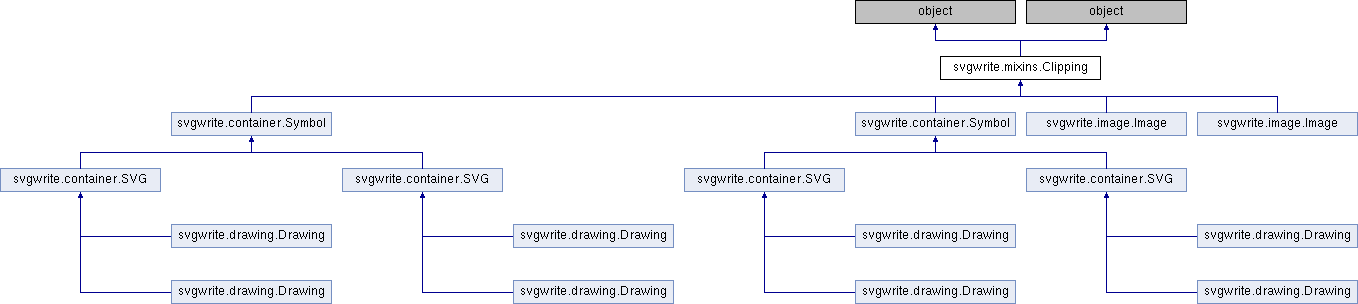 object
object
svgwrite.mixins.Clipping
svgwrite.container.Symbol
svgwrite.container.Symbol
svgwrite.image.Image
svgwrite.image.Image
svgwrite.container.SVG
svgwrite.container.SVG
svgwrite.container.SVG
svgwrite.container.SVG
svgwrite.drawing.Drawing
svgwrite.drawing.Drawing
svgwrite.drawing.Drawing
svgwrite.drawing.Drawing
svgwrite.drawing.Drawing
svgwrite.drawing.Drawing
svgwrite.drawing.Drawing
svgwrite.drawing.Drawing